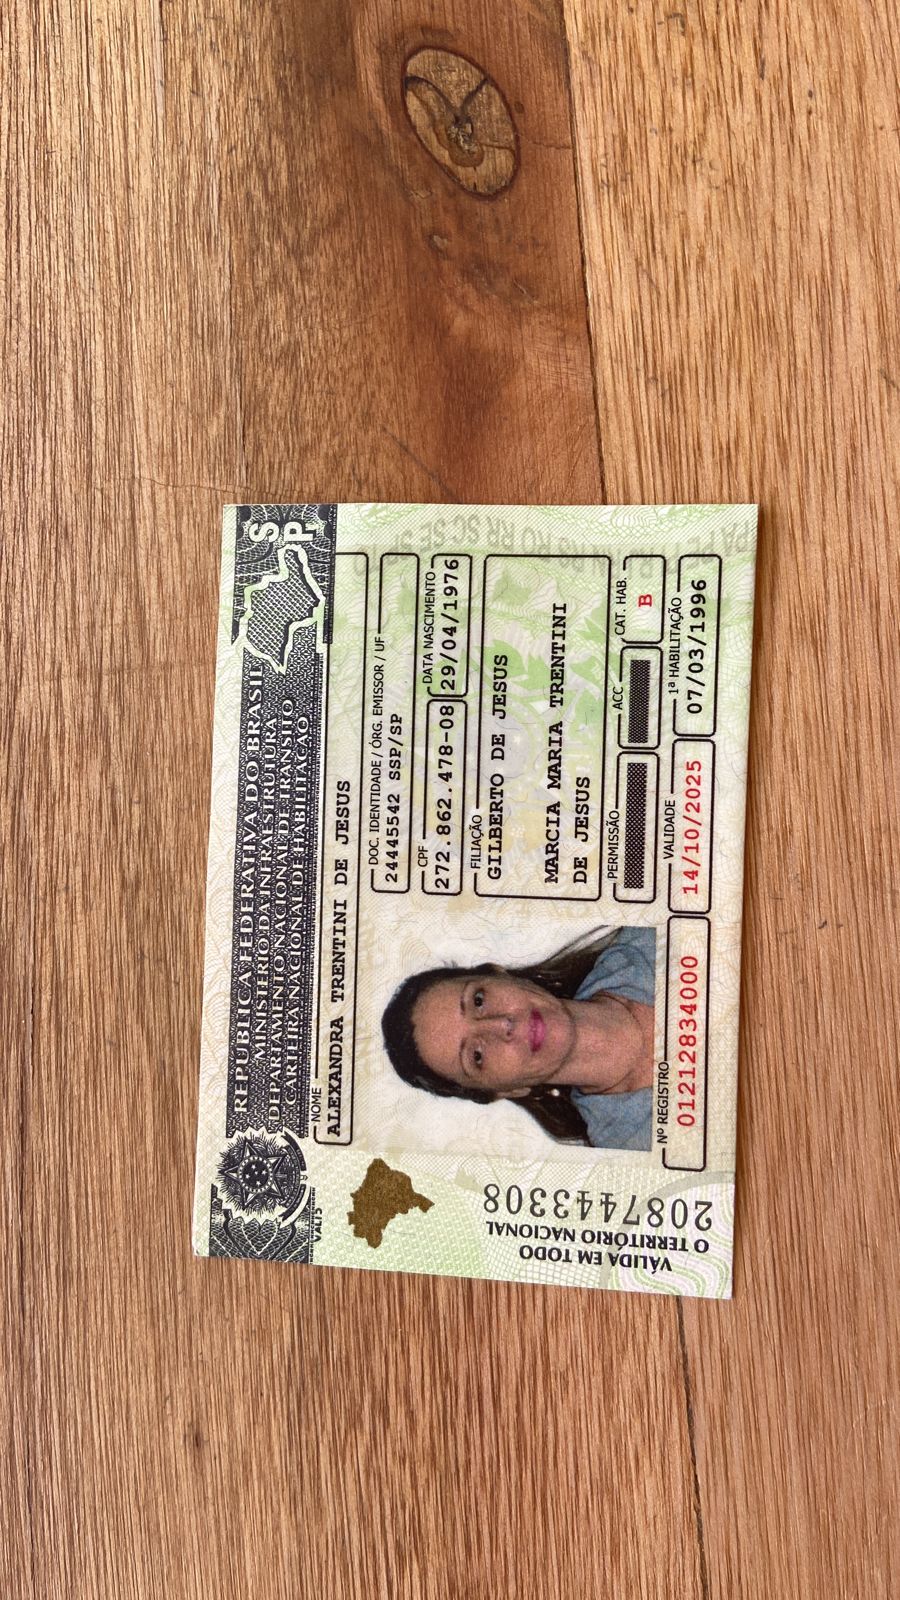 REPÚBLICA FEDERATIVA DO BRASIL
MINISTÉRIO DA INFRAESTRUTURA
DEPARTAMENTO NACIONAL DE TRÂNSITO
CARTEIRA NACIONAL DE HABILITAÇÃO
SP
NOME
ALEXANDRA TRENTINI DE JESUS
DOC. IDENTIDADE / ÓRG. EMISSOR / UF
24445542 SSP/SP
CPF
272.862.478-08
DATA NASCIMENTO
29/04/1976
FILIAÇÃO
GILBERTO DE JESUS
MARCIA MARIA TRENTINI
DE JESUS
PERMISSÃO
ACC
CAT. HAB.
B
Nº REGISTRO
01212834000
VALIDADE
14/10/2025
1ª HABILITAÇÃO
07/03/1996
VÁLIDA EM TODO
O TERRITÓRIO NACIONAL
2087443308